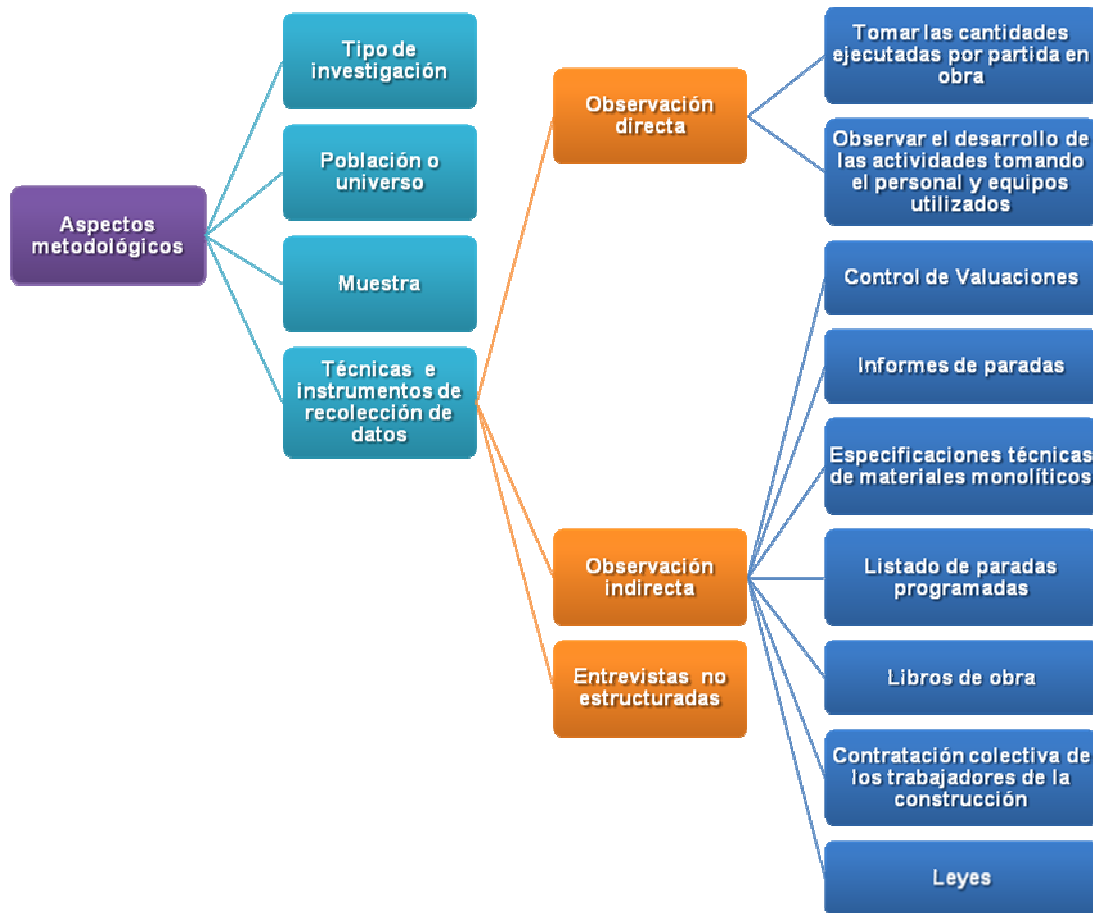 Aspectos
metodológicos
Tipo de
investigación
Población o
universo
Muestra
Técnicas e
instrumentos de
recolección de
datos
Observación
directa
Observación
indirecta
Entrevistas no
estructuradas
Tomar las cantidades
ejecutadas por partida en
obra
Observar el desarrollo de
las actividades tomando
el personal y equipos
utilizados
Control de Valuaciones
Informes de paradas
Especificaciones técnicas
de materiales monolíticos
Listado de paradas
programadas
Libros de obra
Contratación colectiva de
los trabajadores de la
construcción
Leyes